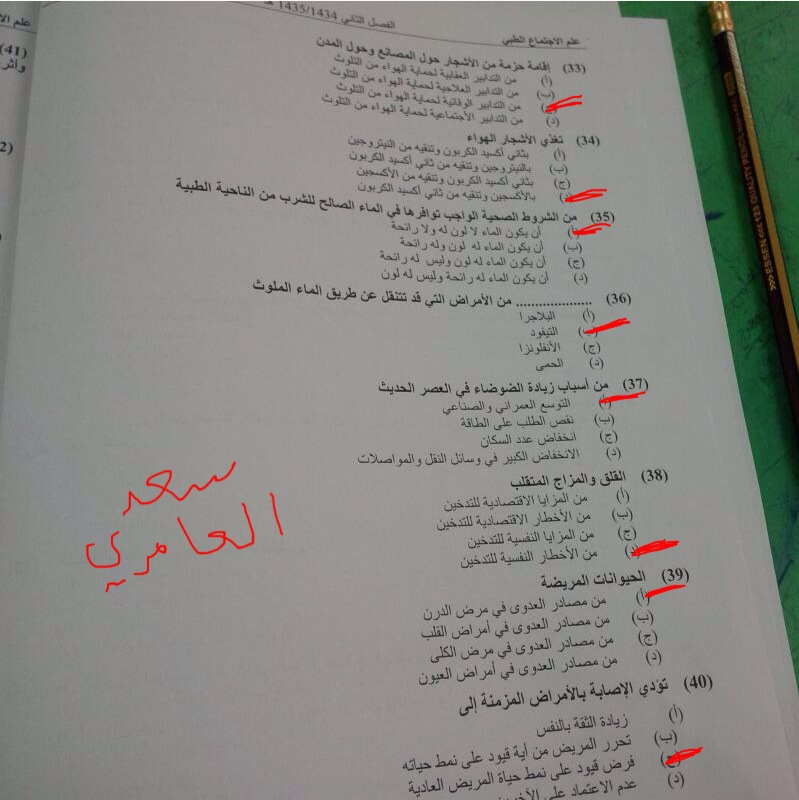 علم الاجتماع الطبي
الفصل الثاني 1435/1434 هـ
(33) إقامة حزمة من الأشجار حول المصانع وحول المدن
(أ) من التدابير العقابية لحماية الهواء من التلوث
(ب) من التدابير العلاجية لحماية الهواء من التلوث
(ج) من التدابير الوقائية لحماية الهواء من التلوث
(د) من التدابير الأجتماعية لحماية الهواء من التلوث
(34) تغذي الأشجار الهواء
(أ) بثاني أكسيد الكربون وتنقيه من النيتروجين
(ب) بالنيتروجين وتنقيه من ثاني أكسيد الكربون
(ج) بثاني أكسيد الكربون وتنقيه من الأكسجين
(د) بالأكسجين وتنقيه من ثاني أكسيد الكربون
(35) من الشروط الصحية الواجب توافرها في الماء الصالح للشرب من الناحية الطبية
(أ) أن يكون الماء لا لون له ولا رائحة
(ب) أن يكون الماء له لون وله رائحة
(ج) أن يكون الماء له لون وليس له رائحة
(د) أن يكون الماء له رائحة وليس له لون
(36) ................... من الأمراض التي قد تنتقل عن طريق الماء الملوث
(أ) البلاجرا
(ب) التيفود
(ج) الأنفلونزا
(د) الحمى
(37) من أسباب زيادة الضوضاء في العصر الحديث
(أ) التوسع العمراني والصناعي
(ب) نقص الطلب على الطاقة
(ج) انخفاض عدد السكان
(د) الانخفاض الكبير في وسائل النقل والمواصلات
(38) القلق والمزاج المتقلب
(أ) من المزايا الاقتصادية للتدخين
(ب) من الأخطار الاقتصادية للتدخين
(ج) من المزايا النفسية للتدخين
(د) من الأخطار النفسية للتدخين
(39) الحيوانات المريضة
(أ) من مصادر العدوى في مرض الدرن
(ب) من مصادر العدوى في أمراض القلب
(ج) من مصادر العدوى في مرض الكلى
(د) من مصادر العدوى في أمراض العيون
(40) تؤدي الإصابة بالأمراض المزمنة إلى
(أ) زيادة الثقة بالنفس
(ب) تحرر المريض من أية قيود على نمط حياته
(ج) فرض قيود على نمط حياة المريض العادية
(د) عدم الاعتماد على
سعد
العامري
(41)
وأثر
ESSEN <<< 123 QUALITY PENCIL